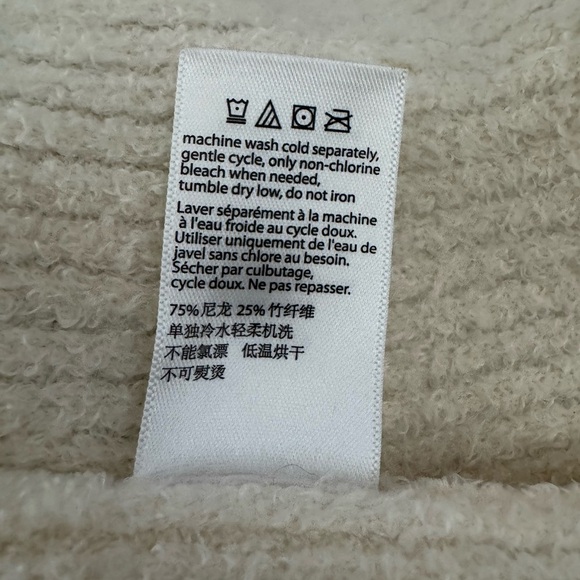 machine wash cold separately,
gentle cycle, only non-chlorine
bleach when needed,
tumble dry low, do not iron
Laver séparément à la machine
à l'eau froide au cycle doux.
Utiliser uniquement de l'eau de
javel sans chlore au besoin.
Sécher par culbutage,
cycle doux. Ne pas repasser.
75% 尼龙 25% 竹纤维
单独冷水轻柔机洗
不能氯漂 低温烘干
不可熨烫